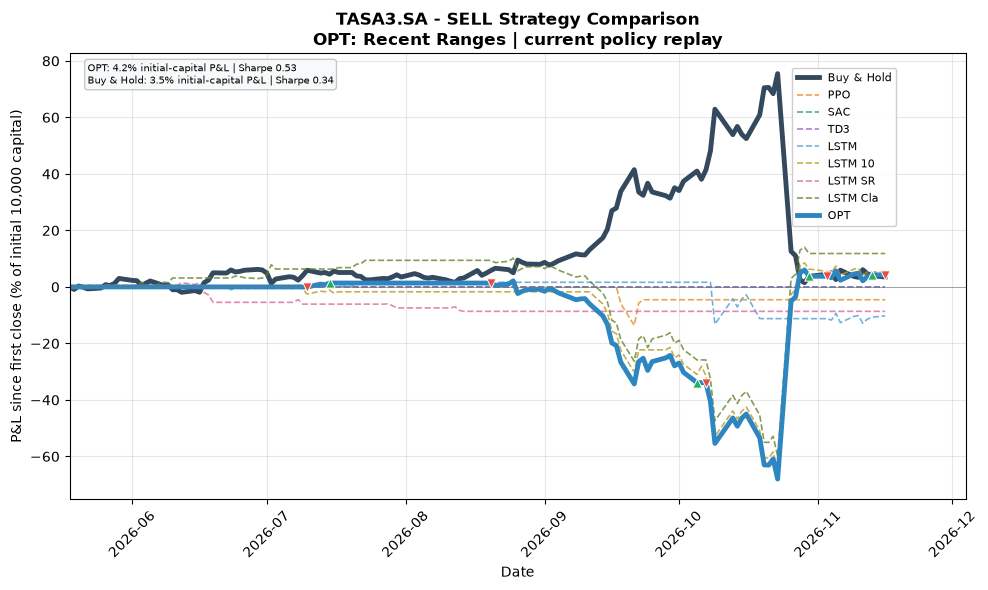 TASA3.SA - SELL Strategy Comparison
OPT: Recent Ranges | current policy replay
OPT: 4.2% initial-capital P&L | Sharpe 0.53
Buy & Hold: 3.5% initial-capital P&L | Sharpe 0.34
Buy & Hold
PPO
SAC
TD3
LSTM
LSTM 10
LSTM SR
LSTM Cla
OPT
P&L since first close (% of initial 10,000 capital)
80
60
40
20
0
−20
−40
−60
2026-06
2026-07
2026-08
2026-09
2026-10
2026-11
2026-12
Date